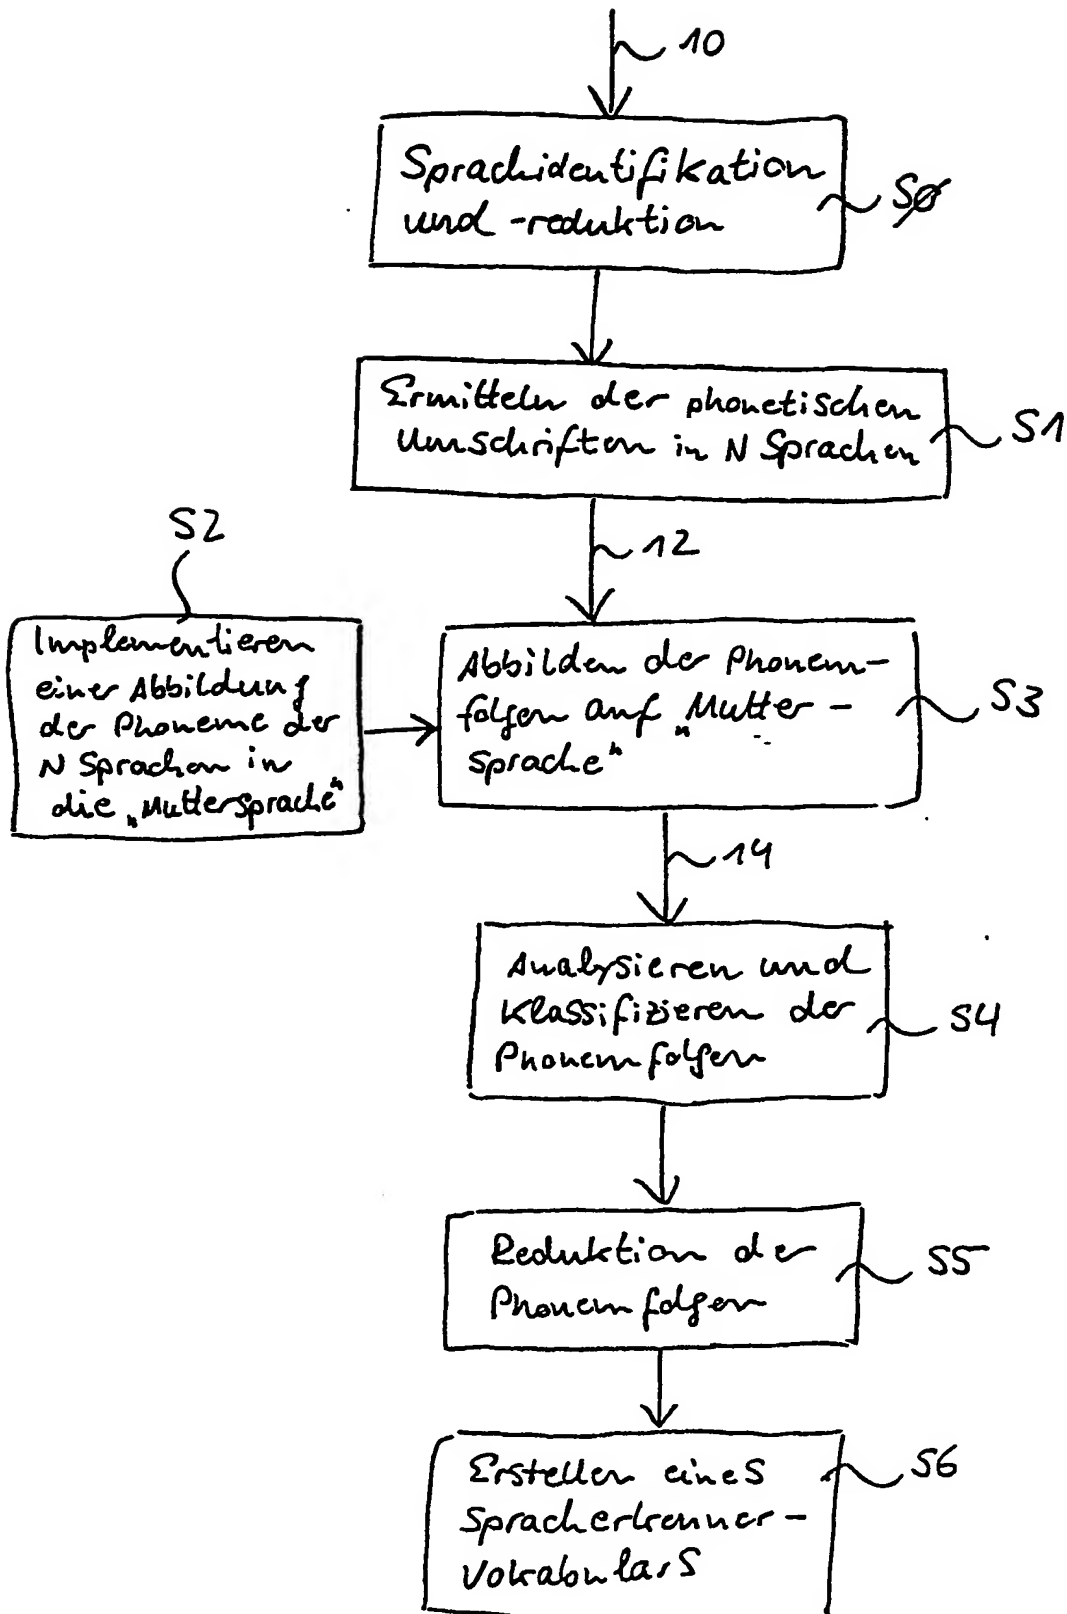 10
Sprachidentifikation
und -reduktion
SØ
Ermitteln der phonetischen
Umschriften in N Sprachen
S1
12
S2
Implementieren
einer Abbildung
der Phoneme der
N Sprachen in
die „Muttersprache“
Abbilden der Phonem-
folgen auf „Mutter-
sprache“
S3
14
Analysieren und
Klassifizieren der
Phonemfolgen
S4
Reduktion der
Phonemfolgen
S5
Erstellen eines
Spracherkenner-
Vokabulars
S6